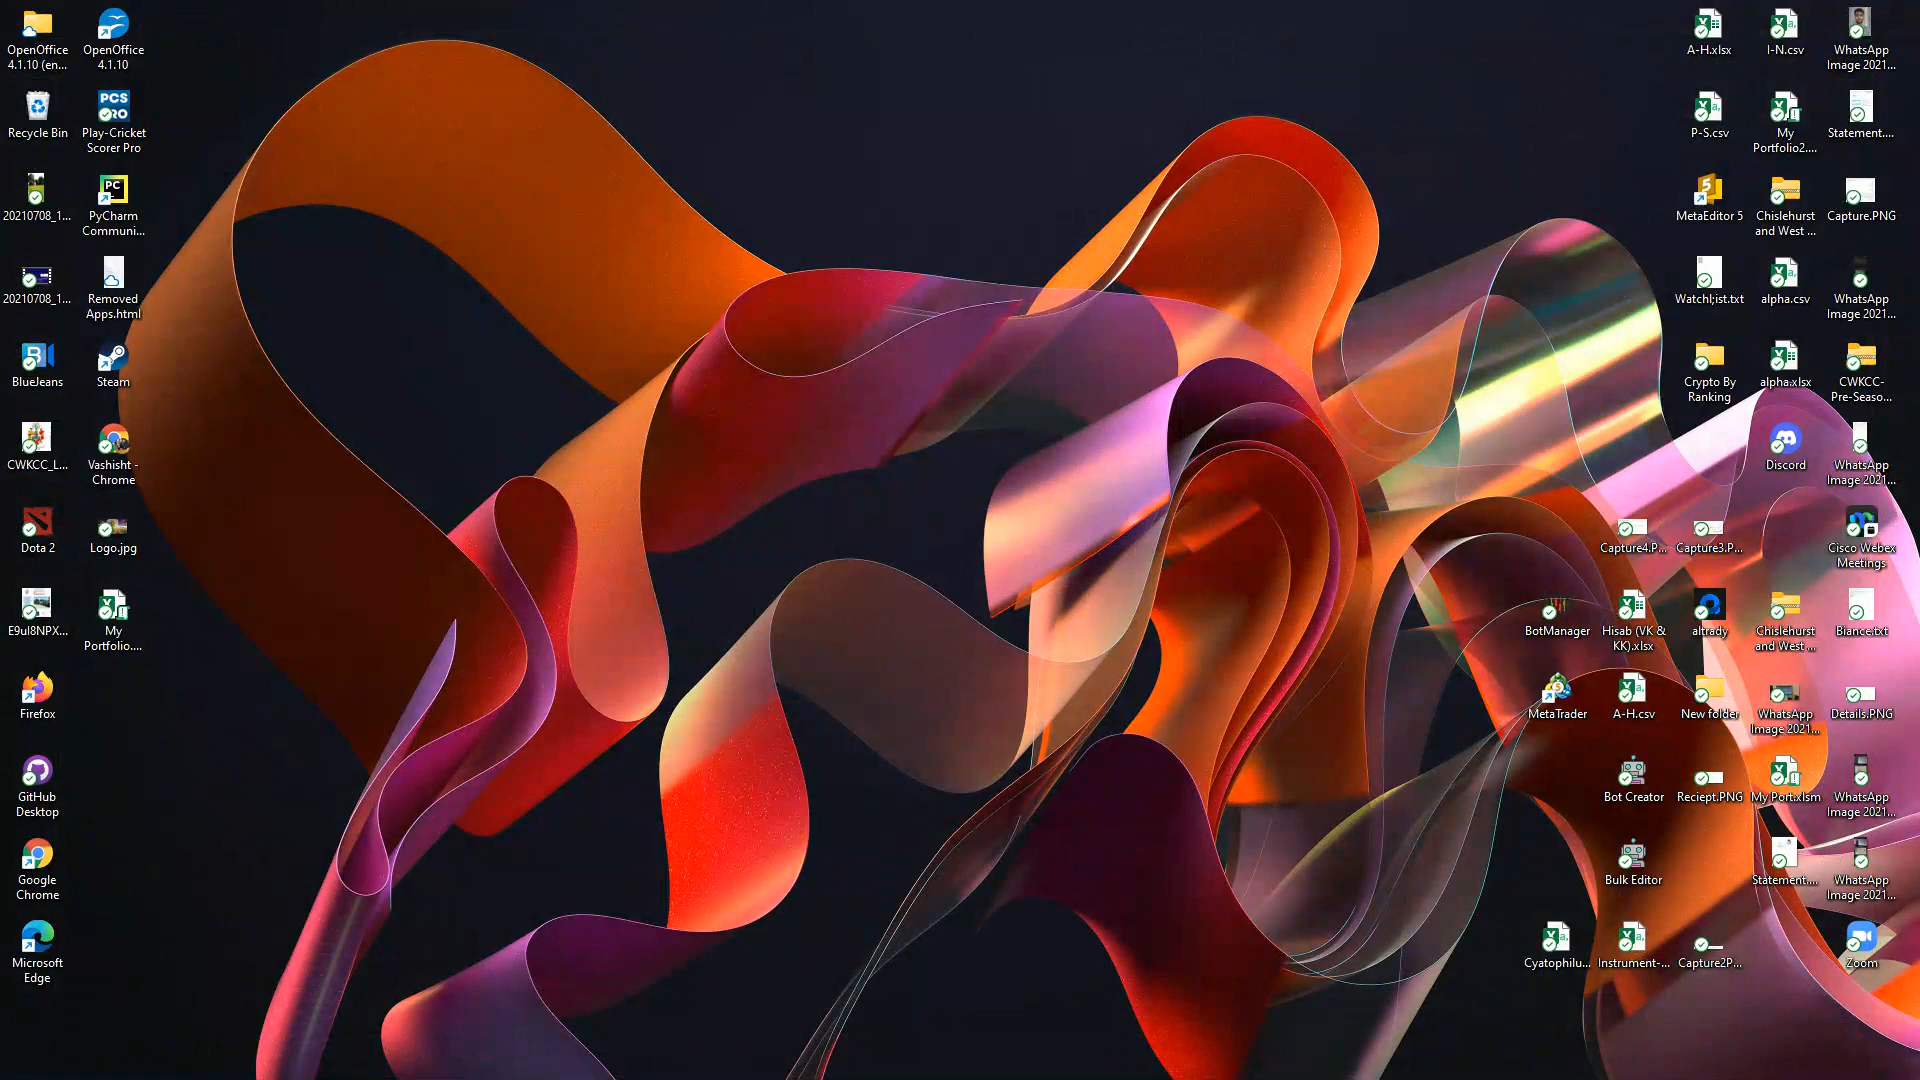 OpenOffice
4.1.10 (en...
OpenOffice
4.1.10
Recycle Bin
PCS
PRO
Play-Cricket
Scorer Pro
20210708_1...
PC
PyCharm
Communi...
20210708_1...
Removed
Apps.html
BlueJeans
Steam
CWKCC_L...
Vashisht -
Chrome
Dota 2
Logo.jpg
E9uI8NPX...
My
Portfolio....
Firefox
GitHub
Desktop
Google
Chrome
Microsoft
Edge
A-H.xlsx
I-N.csv
WhatsApp
Image 2021...
P-S.csv
My
Portfolio2....
Statement....
MetaEditor 5
Chislehurst
and West ...
Capture.PNG
Watchl;ist.txt
alpha.csv
WhatsApp
Image 2021...
Crypto By
Ranking
alpha.xlsx
CWKCC-
Pre-Seaso...
Discord
WhatsApp
Image 2021...
Capture4.P...
Capture3.P...
Cisco Webex
Meetings
BotManager
Hisab (VK &
KK).xlsx
altrady
Chislehurst
and West ...
Biance.txt
MetaTrader
A-H.csv
New folder
WhatsApp
Image 2021...
Details.PNG
Bot Creator
Reciept.PNG
My Port.xlsm
WhatsApp
Image 2021...
Bulk Editor
Statement....
WhatsApp
Image 2021...
Cyatophilu...
Instrument-...
Capture2P...
Zoom